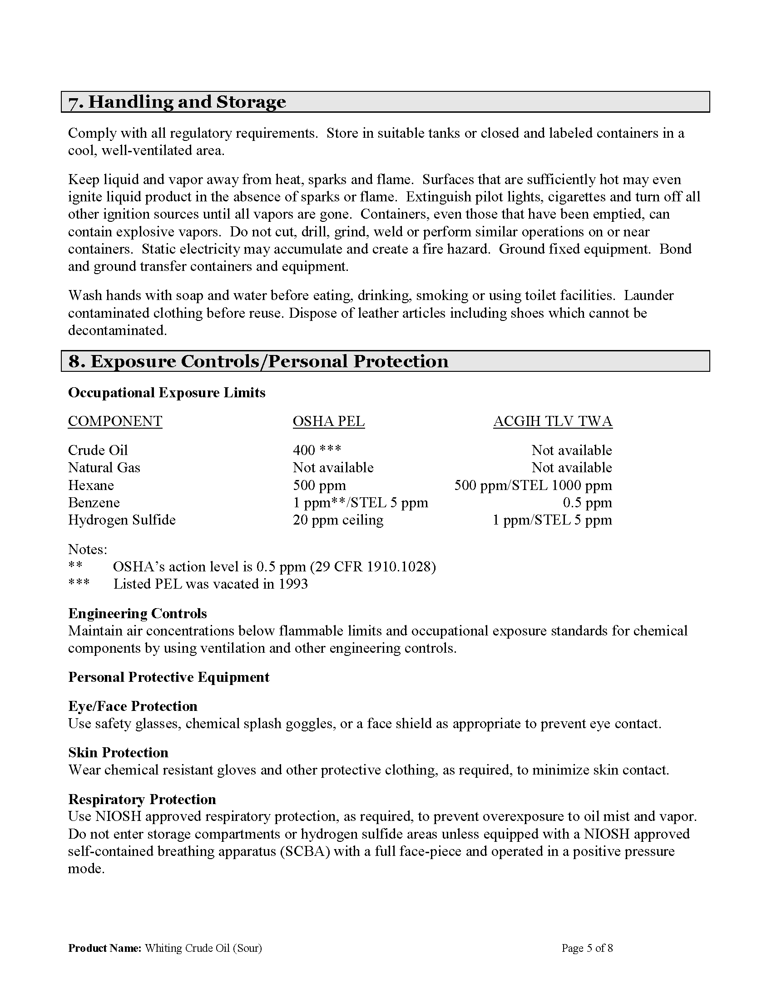 7. Handling and Storage
Comply with all regulatory requirements.  Store in suitable tanks or closed and labeled containers in a
cool, well-ventilated area.
Keep liquid and vapor away from heat, sparks and flame.  Surfaces that are sufficiently hot may even
ignite liquid product in the absence of sparks or flame.  Extinguish pilot lights, cigarettes and turn off all
other ignition sources until all vapors are gone.  Containers, even those that have been emptied, can
contain explosive vapors.  Do not cut, drill, grind, weld or perform similar operations on or near
containers.  Static electricity may accumulate and create a fire hazard.  Ground fixed equipment.  Bond
and ground transfer containers and equipment.
Wash hands with soap and water before eating, drinking, smoking or using toilet facilities.  Launder
contaminated clothing before reuse. Dispose of leather articles including shoes which cannot be
decontaminated.
8. Exposure Controls/Personal Protection
Occupational Exposure Limits
COMPONENT OSHA PEL ACGIH TLV TWA
Crude Oil 400 *** Not available
Natural Gas Not available Not available
Hexane 500 ppm 500 ppm/STEL 1000 ppm
Benzene 1 ppm**/STEL 5 ppm 0.5 ppm
Hydrogen Sulfide 20 ppm ceiling 1 ppm/STEL 5 ppm
Notes:
** OSHA’s action level is 0.5 ppm (29 CFR 1910.1028)
*** Listed PEL was vacated in 1993
Engineering Controls
Maintain air concentrations below flammable limits and occupational exposure standards for chemical
components by using ventilation and other engineering controls.
Personal Protective Equipment
Eye/Face Protection
Use safety glasses, chemical splash goggles, or a face shield as appropriate to prevent eye contact.
Skin Protection
Wear chemical resistant gloves and other protective clothing, as required, to minimize skin contact.
Respiratory Protection
Use NIOSH approved respiratory protection, as required, to prevent overexposure to oil mist and vapor.
Do not enter storage compartments or hydrogen sulfide areas unless equipped with a NIOSH approved
self-contained breathing apparatus (SCBA) with a full face-piece and operated in a positive pressure
mode.
Product Name: Whiting Crude Oil (Sour) Page 5 of 8